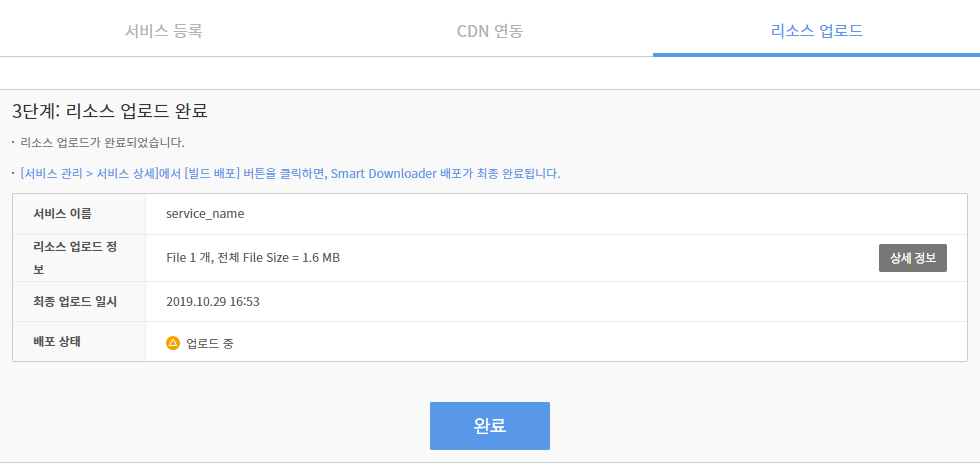 서비스 등록
CDN 연동
리소스 업로드
3단계: 리소스 업로드 완료
· 리소스 업로드가 완료되었습니다.
· [서비스 관리 > 서비스 상세]에서 [빌드 배포] 버튼을 클릭하면, Smart Downloader 배포가 최종 완료됩니다.
서비스 이름
service_name
리소스 업로드 정
보
File 1 개, 전체 File Size = 1.6 MB
상세 정보
최종 업로드 일시
2019.10.29 16:53
배포 상태
업로드 중
완료